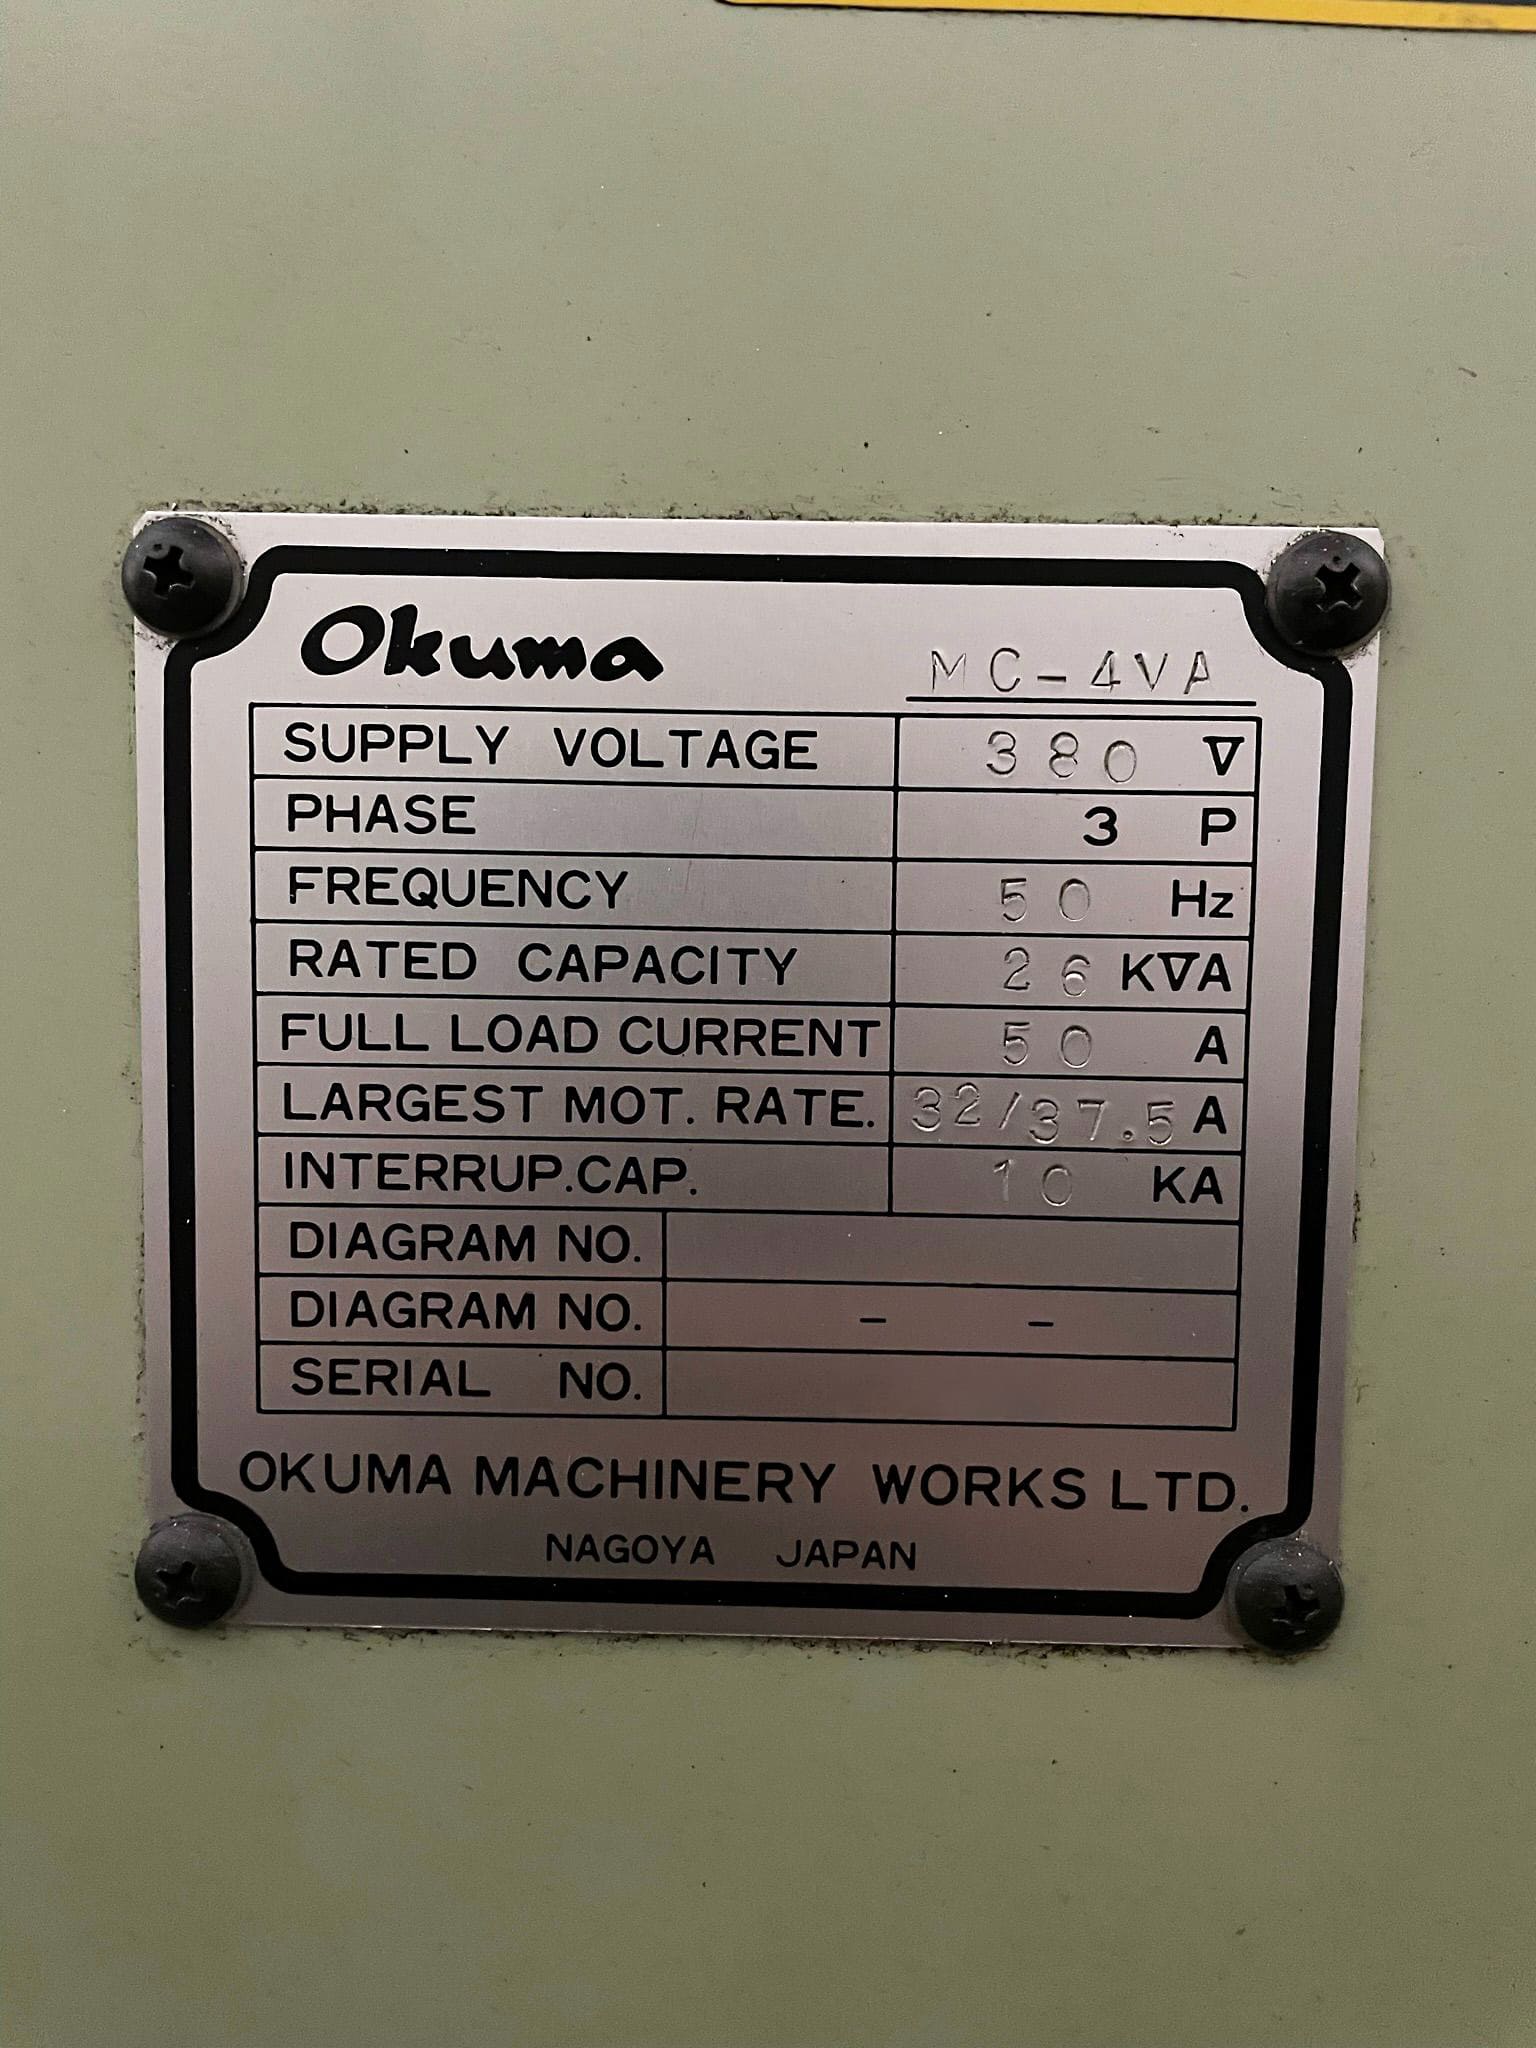 Okuma MC-4VA
SUPPLY VOLTAGE 380 V
PHASE 3 P
FREQUENCY 50 Hz
RATED CAPACITY 26 KVA
FULL LOAD CURRENT 50 A
LARGEST MOT. RATE. 32/37.5 A
INTERRUP.CAP. 10 KA
DIAGRAM NO.
DIAGRAM NO. - -
SERIAL NO.
OKUMA MACHINERY WORKS LTD.
NAGOYA JAPAN